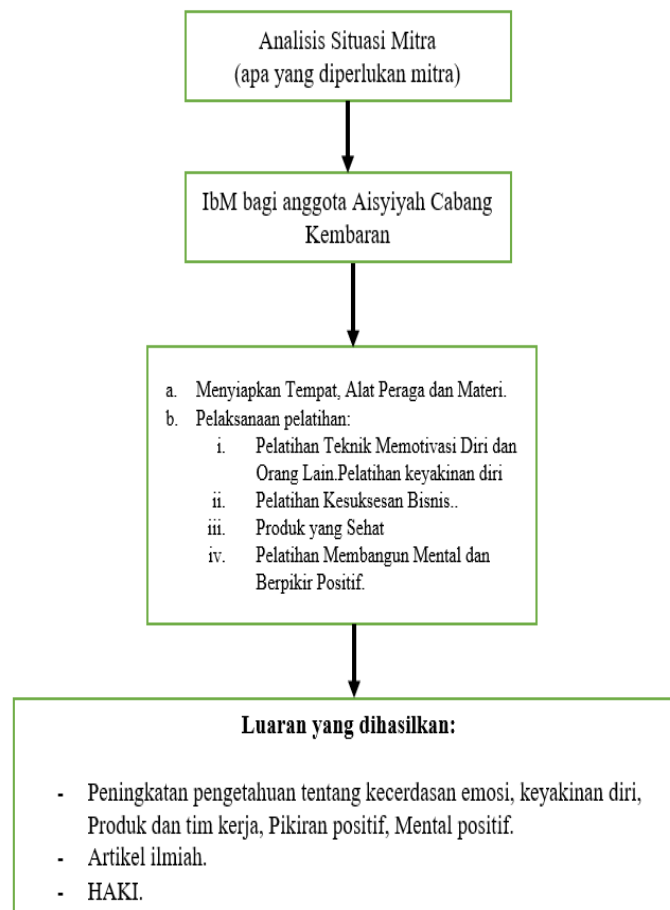 Analisis Situasi Mitra
(apa yang diperlukan mitra)
IbM bagi anggota Aisyiyah Cabang
Kembaran
a. Menyiapkan Tempat, Alat Peraga dan Materi.
b. Pelaksanaan pelatihan:
i. Pelatihan Teknik Memotivasi Diri dan
Orang Lain.Pelatihan keyakinan diri
ii. Pelatihan Kesuksesan Bisnis..
iii. Produk yang Sehat
iv. Pelatihan Membangun Mental dan
Berpikir Positif.
Luaran yang dihasilkan:
- Peningkatan pengetahuan tentang kecerdasan emosi, keyakinan diri,
Produk dan tim kerja, Pikiran positif, Mental positif.
- Artikel ilmiah.
- HAKI.